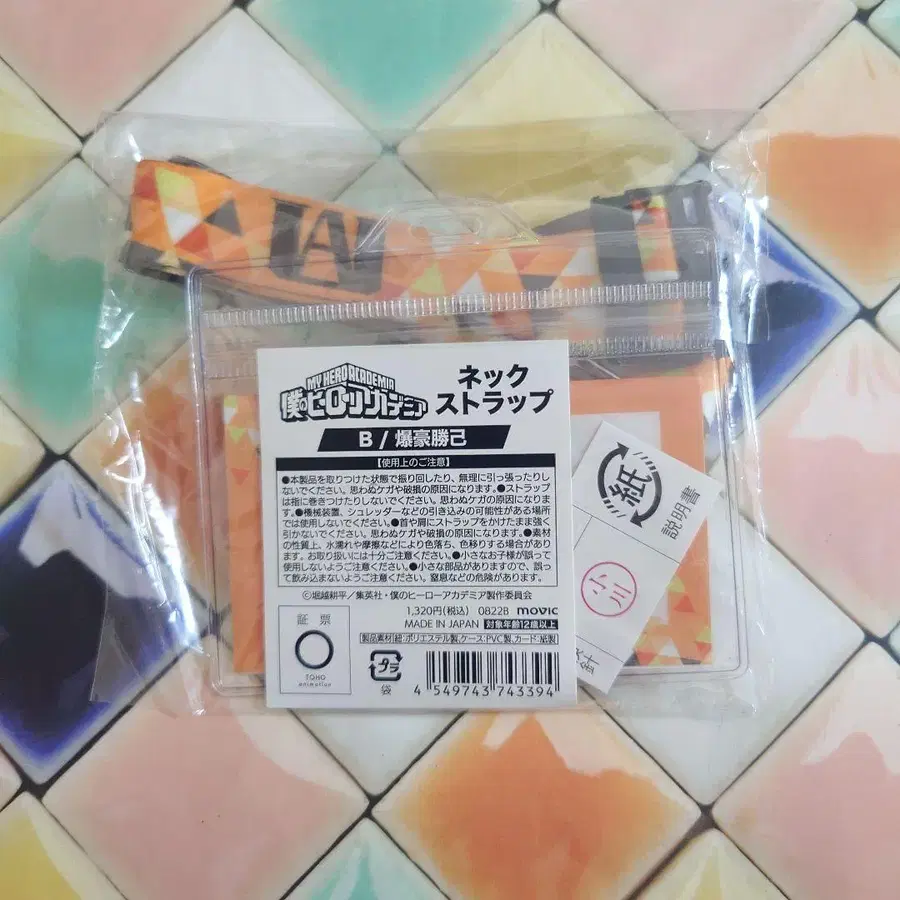 UA
MY HERO ACADEMIA
僕のヒーローアカデミア
ネック
ストラップ
B / 爆豪勝己
【使用上のご注意】
●本製品を取りつけた状態で振り回したり、無理に引っ張ったりし
ないでください。思わぬケガや破損の原因になります。●ストラップ
は指に巻きつけたりしないでください。思わぬケガの原因になりま
す。●機械装置、シュレッダーなどの引き込みの可能性がある場所
では使用しないでください。●首や肩にストラップをかけたまま強く
引かないでください。思わぬケガや破損の原因になります。●素材
の性質上、水濡れや摩擦などにより色落ち、色移りする場合があり
ます。お取り扱いには十分ご注意ください。●小さなお子様が誤って
使用しないようご注意ください。●小さな部品がありますので、誤っ
て飲み込まないようご注意ください。窒息などの危険があります。
©堀越耕平／集英社・僕のヒーローアカデミア製作委員会
1,320円(税込) 0822B movic
MADE IN JAPAN 対象年齢12歳以上
製品素材 紐:ポリエステル製、ケース:PVC製、カード:紙製
証票
TOHO
animation
プラ
袋
4 549743 743394
紙
説明書
小川